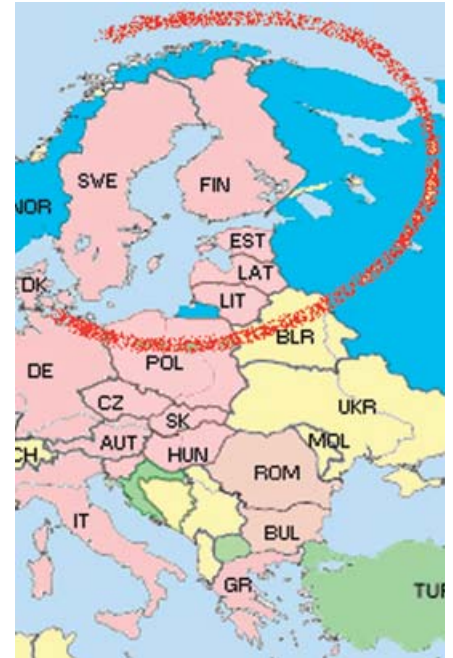 SWE
FIN
NOR
EST
LAT
DK
LIT
BLR
POL
DE
CZ
UKR
SK
AUT
MOL
CH
HUN
ROM
IT
BUL
GR
TUR